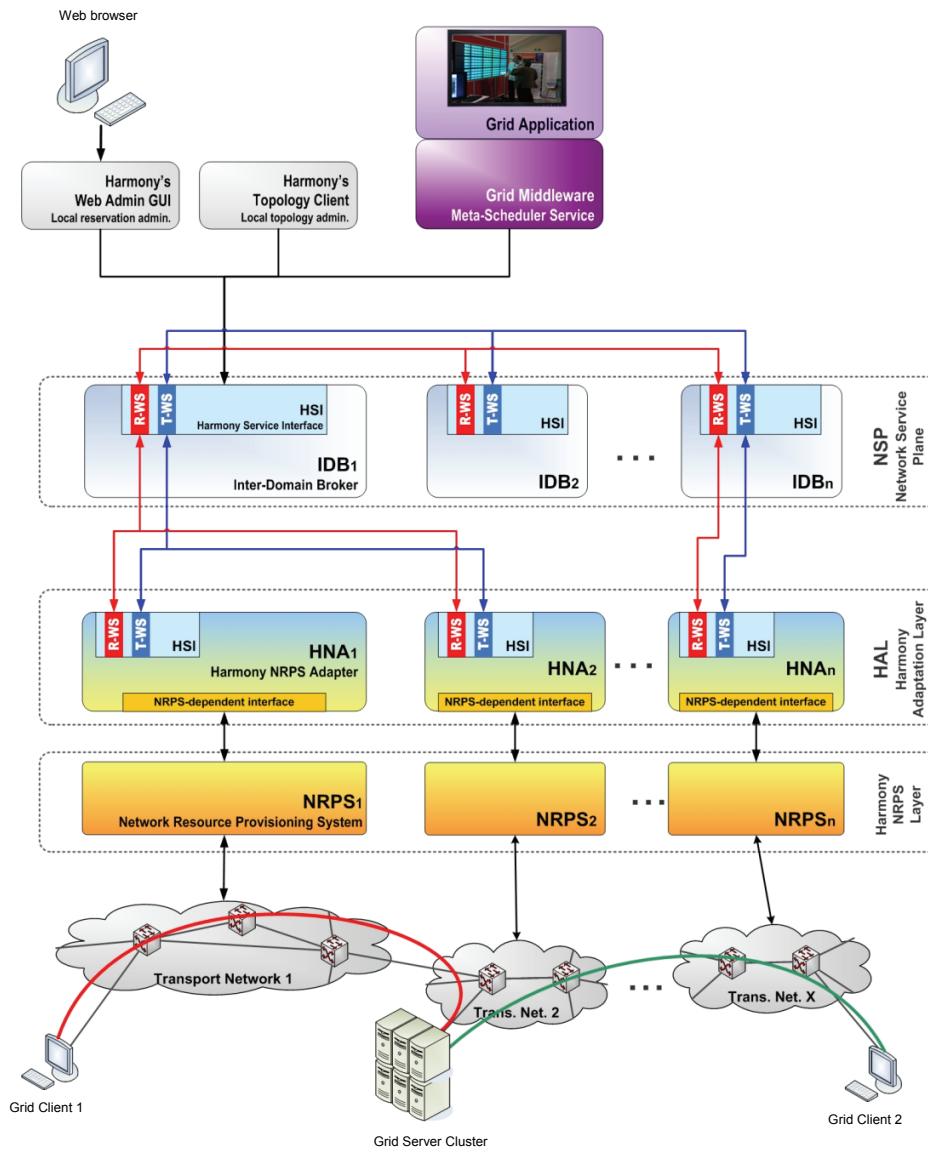 Web browser
Grid Application
Harmony's
Web Admin GUI
Local reservation admin.
Harmony's
Topology Client
Local topology admin.
Grid Middleware
Meta-Scheduler Service
R-WS
T-WS
HSI
Harmony Service Interface
IDB1
Inter-Domain Broker
R-WS
T-WS
HSI
IDB2
...
R-WS
T-WS
HSI
IDBn
NSP
Network Service
Plane
R-WS
T-WS
HSI
HNA1
Harmony NRPS Adapter
NRPS-dependent interface
R-WS
T-WS
HSI
HNA2
NRPS-dependent interface
...
R-WS
T-WS
HSI
HNAn
NRPS-dependent interface
HAL
Harmony
Adaptation Layer
NRPS1
Network Resource Provisioning System
NRPS2
...
NRPSn
Harmony
NRPS
Layer
Transport Network 1
Trans. Net. 2
...
Trans. Net. X
Grid Client 1
Grid Server Cluster
Grid Client 2